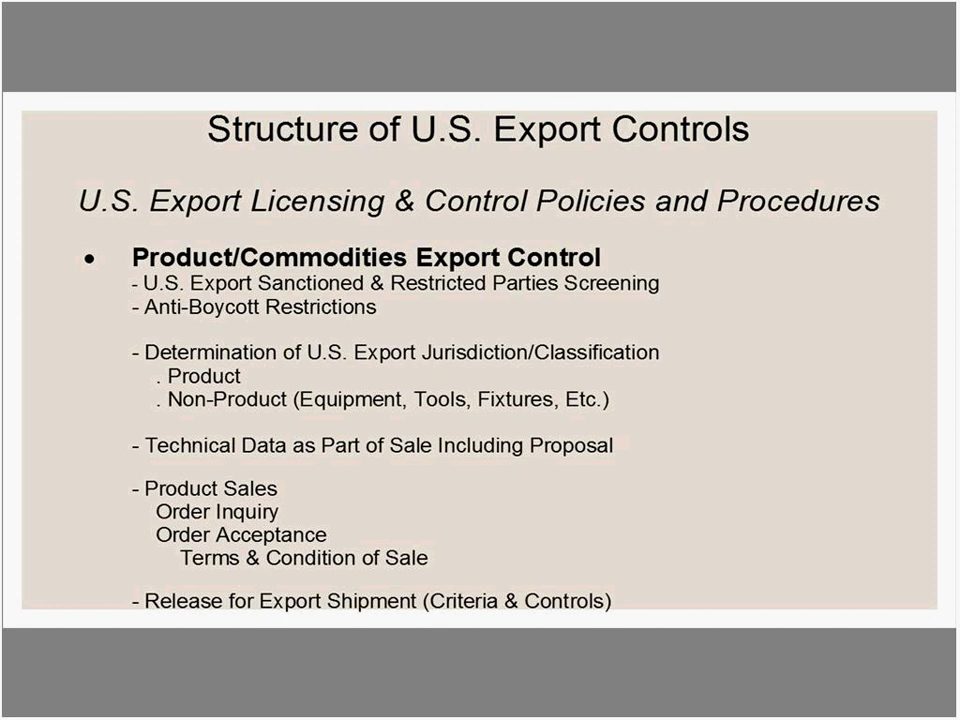 Structure of U.S. Export Controls
U.S. Export Licensing & Control Policies and Procedures
• Product/Commodities Export Control
- U.S. Export Sanctioned & Restricted Parties Screening
- Anti-Boycott Restrictions
- Determination of U.S. Export Jurisdiction/Classification
. Product
. Non-Product (Equipment, Tools, Fixtures, Etc.)
- Technical Data as Part of Sale Including Proposal
- Product Sales
Order Inquiry
Order Acceptance
Terms & Condition of Sale
- Release for Export Shipment (Criteria & Controls)